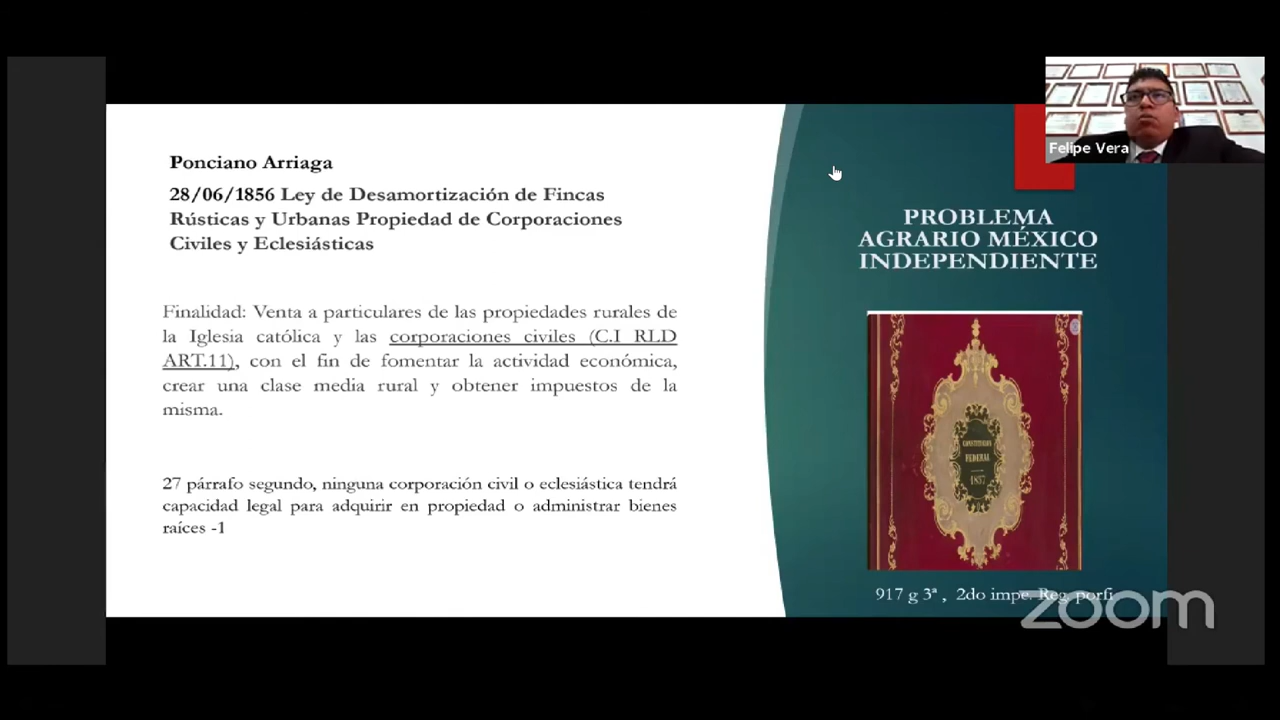 Ponciano Arriaga
28/06/1856 Ley de Desamortización de Fincas
Rústicas y Urbanas Propiedad de Corporaciones
Civiles y Eclesiásticas
Finalidad: Venta a particulares de las propiedades rurales de
la Iglesia católica y las corporaciones civiles (C.I RLD
ART.11), con el fin de fomentar la actividad económica,
crear una clase media rural y obtener impuestos de la
misma.
27 párrafo segundo, ninguna corporación civil o eclesiástica tendrá
capacidad legal para adquirir en propiedad o administrar bienes
raíces -1
Felipe Vera
PROBLEMA
AGRARIO MÉXICO
INDEPENDIENTE
CONSTITUCION
FEDERAL
1857
917 g 3ª , 2do impe. Reg. porfi
zoom